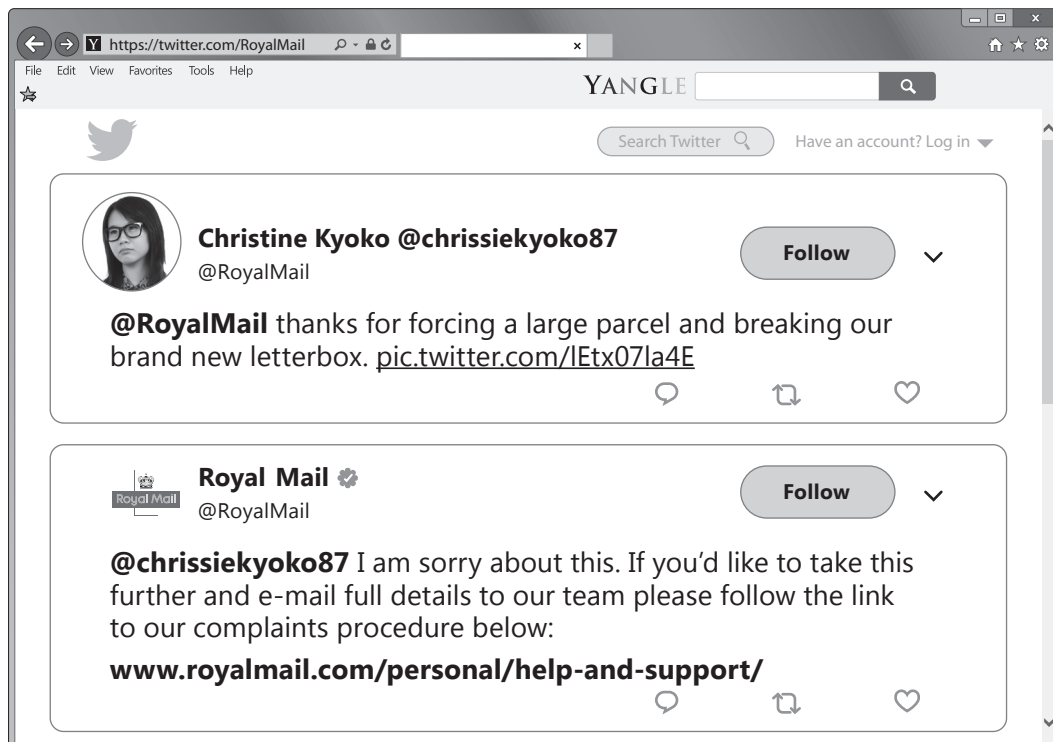 Y https://twitter.com/RoyalMail
File Edit View Favorites Tools Help
YANGLE
Search Twitter
Have an account? Log in
Christine Kyoko @chrissiekyoko87
@RoyalMail
Follow
@RoyalMail thanks for forcing a large parcel and breaking our
brand new letterbox. pic.twitter.com/lEtx07la4E
Royal Mail
Royal Mail
@RoyalMail
Follow
@chrissiekyoko87 I am sorry about this. If you’d like to take this
further and e-mail full details to our team please follow the link
to our complaints procedure below:
www.royalmail.com/personal/help-and-support/